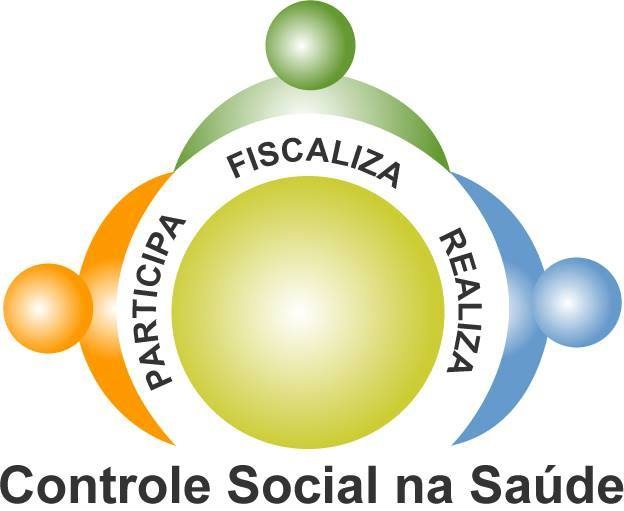 PARTICIPA
FISCALIZA
REALIZA
Controle Social na Saúde